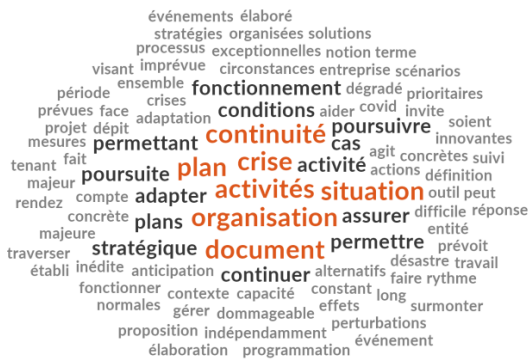 événements élaboré
stratégies organisées solutions
processus exceptionnelles notion terme
visant imprévue circonstances entreprise scénarios
ensemble fonctionnement dégradé prioritaires
période crises conditions aider covid invite
prévues face adaptation continuité poursuivre soient
projet dépit permettant cas innovantes
mesures plan crise activité agit concrètes suivi
tenant fait poursuite actions définition
majeur adapter activités situation outil peut
rendez compte organisation assurer difficile réponse
concrète plans entité
majeure stratégique document permettre prévoit
traverser désastre travail
établi inédite anticipation continuer alternatifs faire rythme
fonctionner contexte capacité constant long
normales gérer dommageable effets surmonter
proposition indépendamment perturbations
élaboration programmation événement